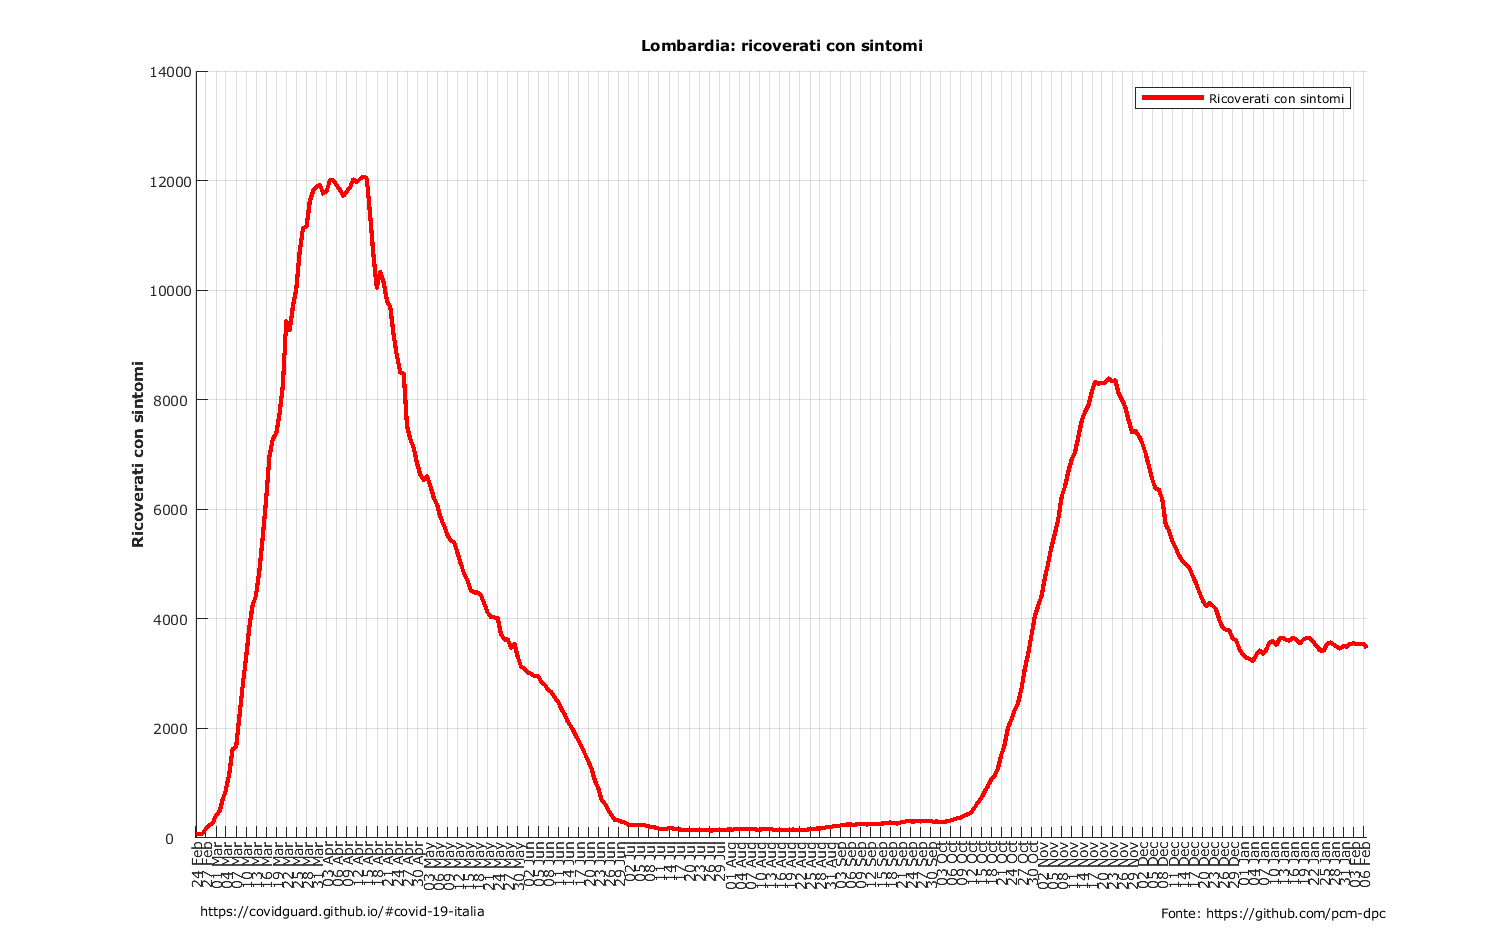 Lombardia: ricoverati con sintomi
14000
12000
10000
8000
6000
4000
2000
0
Ricoverati con sintomi
Ricoverati con sintomi
24 Feb
27 Feb
01 Mar
04 Mar
07 Mar
10 Mar
13 Mar
16 Mar
19 Mar
22 Mar
25 Mar
28 Mar
31 Mar
03 Apr
06 Apr
09 Apr
12 Apr
15 Apr
18 Apr
21 Apr
24 Apr
27 Apr
30 Apr
03 May
06 May
09 May
12 May
15 May
18 May
21 May
24 May
27 May
30 May
02 Jun
05 Jun
08 Jun
11 Jun
14 Jun
17 Jun
20 Jun
23 Jun
26 Jun
29 Jun
02 Jul
05 Jul
08 Jul
11 Jul
14 Jul
17 Jul
20 Jul
23 Jul
26 Jul
29 Jul
01 Aug
04 Aug
07 Aug
10 Aug
13 Aug
16 Aug
19 Aug
22 Aug
25 Aug
28 Aug
31 Aug
03 Sep
06 Sep
09 Sep
12 Sep
15 Sep
18 Sep
21 Sep
24 Sep
27 Sep
30 Sep
03 Oct
06 Oct
09 Oct
12 Oct
15 Oct
18 Oct
21 Oct
24 Oct
27 Oct
30 Oct
02 Nov
05 Nov
08 Nov
11 Nov
14 Nov
17 Nov
20 Nov
23 Nov
26 Nov
29 Nov
02 Dec
05 Dec
08 Dec
11 Dec
14 Dec
17 Dec
20 Dec
23 Dec
26 Dec
29 Dec
01 Jan
04 Jan
07 Jan
10 Jan
13 Jan
16 Jan
19 Jan
22 Jan
25 Jan
28 Jan
31 Jan
03 Feb
06 Feb
https://covidguard.github.io/#covid-19-italia
Fonte: https://github.com/pcm-dpc